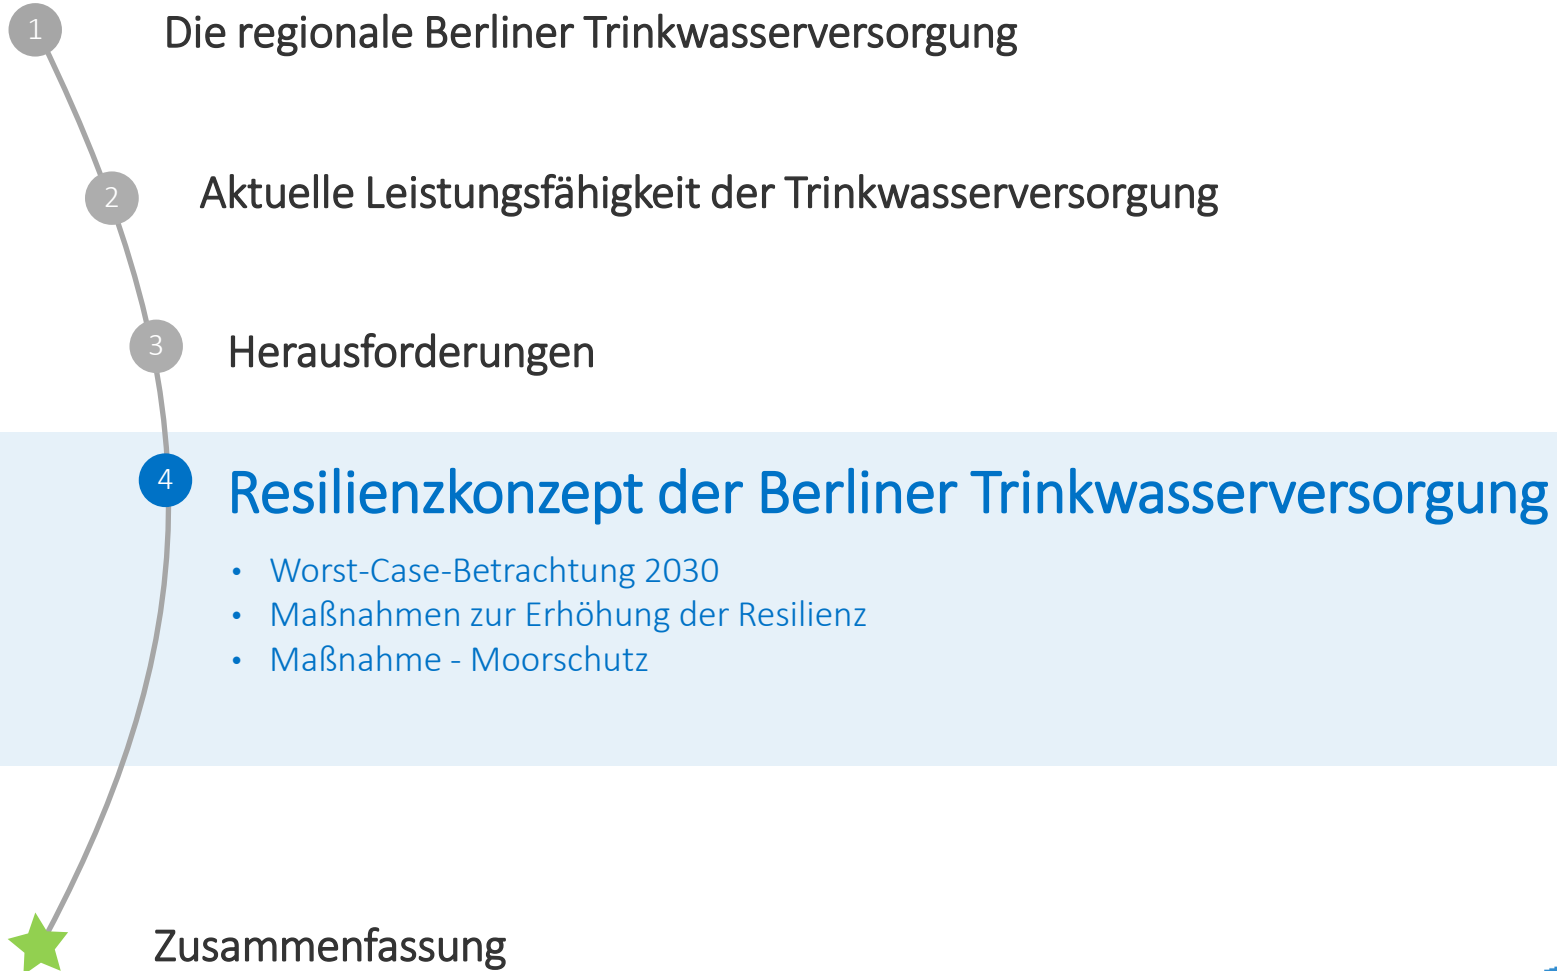 1 Die regionale Berliner Trinkwasserversorgung
2 Aktuelle Leistungsfähigkeit der Trinkwasserversorgung
3 Herausforderungen
4 Resilienzkonzept der Berliner Trinkwasserversorgung
• Worst-Case-Betrachtung 2030
• Maßnahmen zur Erhöhung der Resilienz
• Maßnahme - Moorschutz
Zusammenfassung